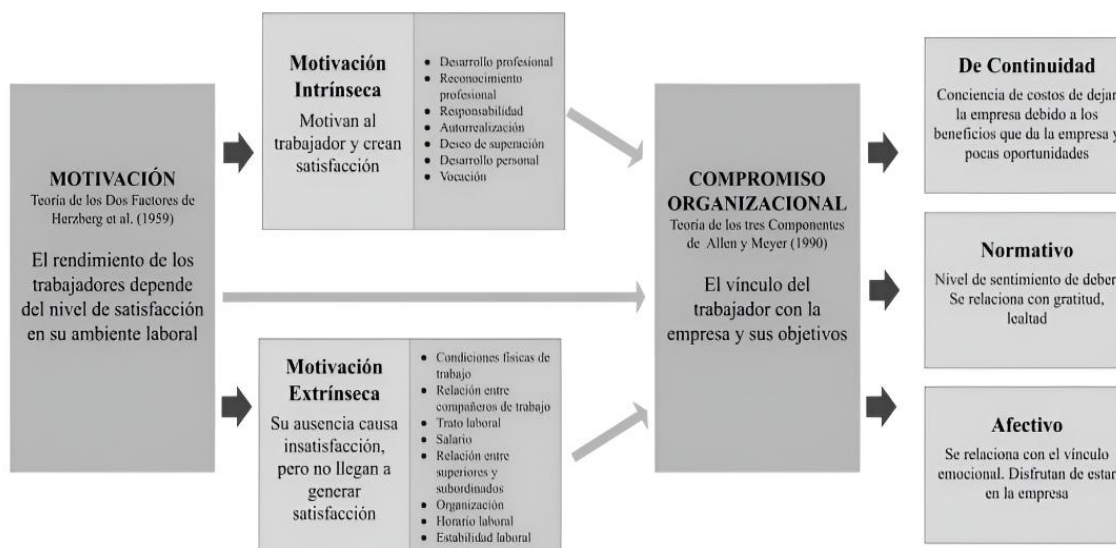 MOTIVACIÓN
Teoría de los Dos Factores de
Herzberg et al. (1959)
El rendimiento de los
trabajadores depende
del nivel de satisfacción
en su ambiente laboral
Motivación
Intrínseca
Motivan al
trabajador y crean
satisfacción
• Desarrollo profesional
• Reconocimiento
profesional
• Responsabilidad
• Autorrealización
• Deseo de superación
• Desarrollo personal
• Vocación
Motivación
Extrínseca
Su ausencia causa
insatisfacción,
pero no llegan a
generar
satisfacción
• Condiciones físicas de
trabajo
• Relación entre
compañeros de trabajo
• Trato laboral
• Salario
• Relación entre
superiores y
subordinados
• Organización
• Horario laboral
• Estabilidad laboral
COMPROMISO
ORGANIZACIONAL
Teoría de los tres Componentes
de Allen y Meyer (1990)
El vínculo del
trabajador con la
empresa y sus objetivos
De Continuidad
Conciencia de costos de dejar
la empresa debido a los
beneficios que da la empresa y
pocas oportunidades
Normativo
Nivel de sentimiento de deber.
Se relaciona con gratitud,
lealtad
Afectivo
Se relaciona con el vínculo
emocional. Disfrutan de estar
en la empresa